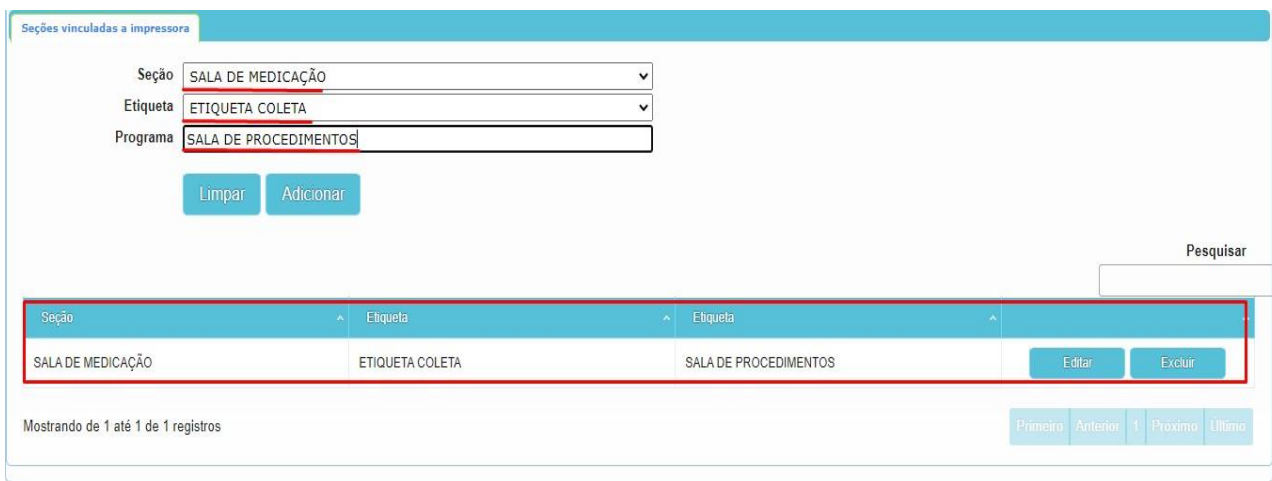 Seções vinculadas a impressora
Seção SALA DE MEDICAÇÃO
Etiqueta ETIQUETA COLETA
Programa SALA DE PROCEDIMENTOS
Limpar Adicionar
Pesquisar
Seção Etiqueta Etiqueta
SALA DE MEDICAÇÃO ETIQUETA COLETA SALA DE PROCEDIMENTOS Editar Excluir
Mostrando de 1 até 1 de 1 registros Primeiro Anterior 1 Próximo Último